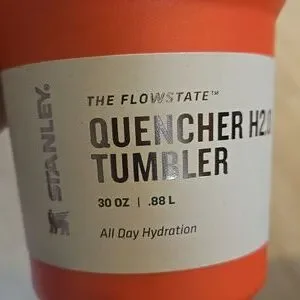 STANLEY.
THE FLOWSTATE™
QUENCHER H2.0
TUMBLER
30 OZ | .88 L
All Day Hydration